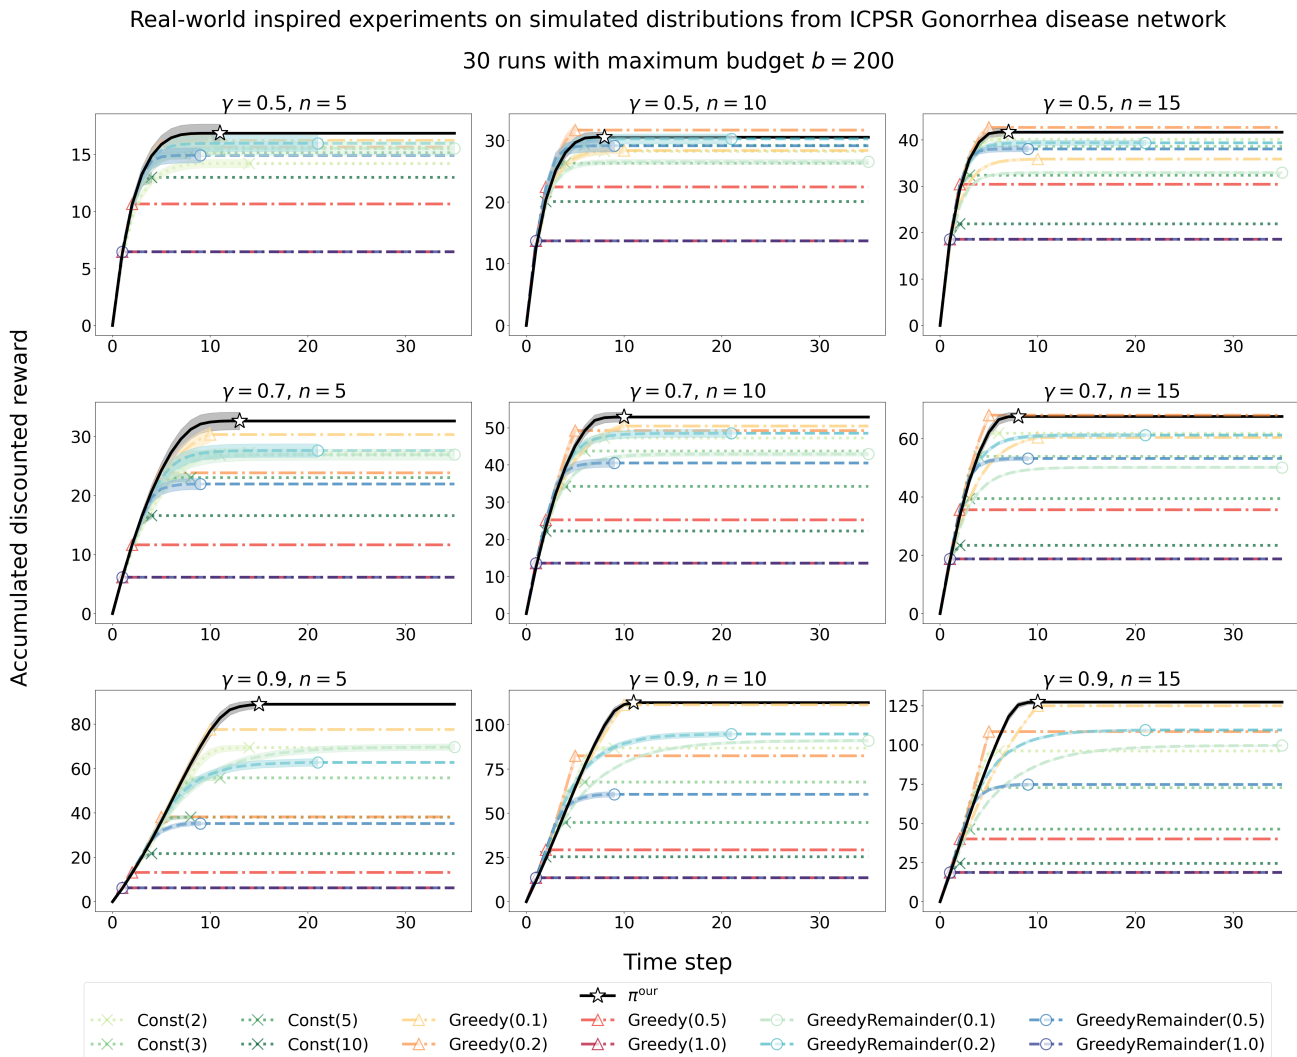 Real-world inspired experiments on simulated distributions from ICPSR Gonorrhea disease network
30 runs with maximum budget b = 200
γ = 0.5, n = 5
γ = 0.5, n = 10
γ = 0.5, n = 15
15
10
5
0
0 10 20 30
30
20
10
0
0 10 20 30
40
30
20
10
0
0 10 20 30
γ = 0.7, n = 5
γ = 0.7, n = 10
γ = 0.7, n = 15
30
20
10
0
0 10 20 30
50
40
30
20
10
0
0 10 20 30
60
40
20
0
0 10 20 30
γ = 0.9, n = 5
γ = 0.9, n = 10
γ = 0.9, n = 15
80
60
40
20
0
0 10 20 30
100
75
50
25
0
0 10 20 30
125
100
75
50
25
0
0 10 20 30
Accumulated discounted reward
Time step
π^our
Const(2) Const(5) Greedy(0.1) Greedy(0.5) GreedyRemainder(0.1) GreedyRemainder(0.5)
Const(3) Const(10) Greedy(0.2) Greedy(1.0) GreedyRemainder(0.2) GreedyRemainder(1.0)